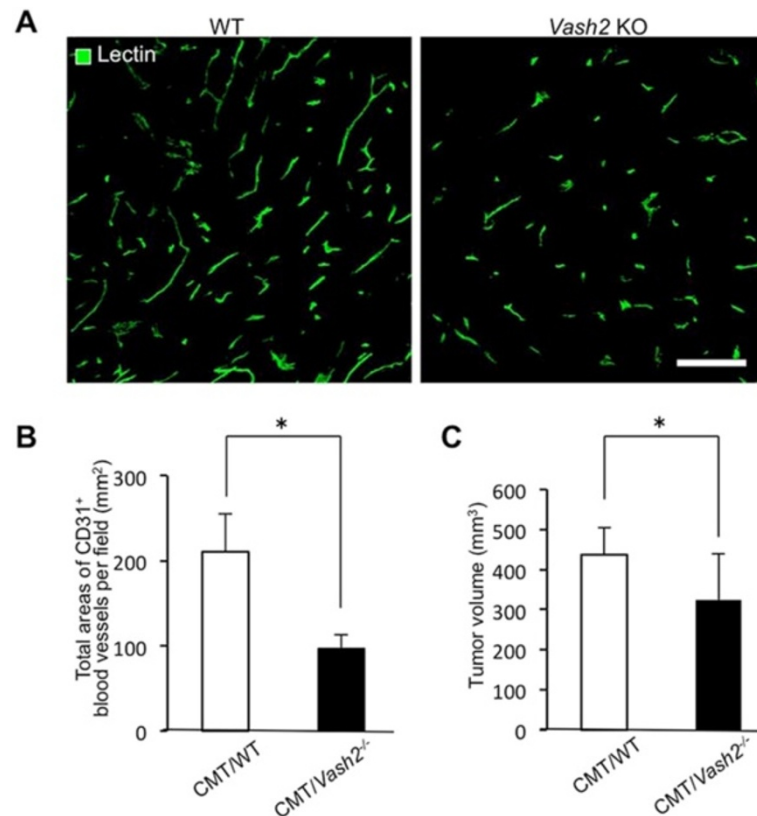 A
WT
Vash2 KO
Lectin
B
*
Total areas of CD31+
blood vessels per field (mm²)
300
200
100
0
CMT/WT
CMT/Vash2-/-
C
*
Tumor volume (mm³)
600
500
400
300
200
100
0
CMT/WT
CMT/Vash2-/-